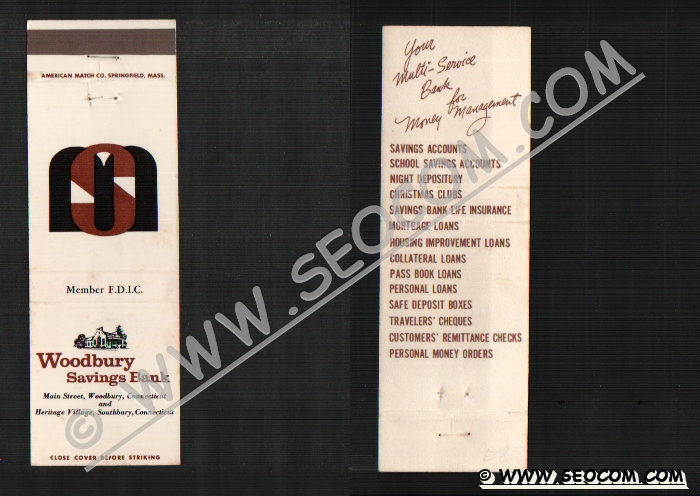 AMERICAN MATCH CO. SPRINGFIELD, MASS.
Member F.D.I.C.
Woodbury
Savings Bank
Main Street, Woodbury, Connecticut
and
Heritage Village, Southbury, Connecticut
CLOSE COVER BEFORE STRIKING
Your
Multi-Service
Bank
for
Money Management
SAVINGS ACCOUNTS
SCHOOL SAVINGS ACCOUNTS
NIGHT DEPOSITORY
CHRISTMAS CLUBS
SAVINGS BANK LIFE INSURANCE
MORTGAGE LOANS
HOUSING IMPROVEMENT LOANS
COLLATERAL LOANS
PASS BOOK LOANS
PERSONAL LOANS
SAFE DEPOSIT BOXES
TRAVELERS' CHEQUES
CUSTOMERS' REMITTANCE CHECKS
PERSONAL MONEY ORDERS
© WWW.SEOCOM.COM
© WWW.SEOCOM.COM